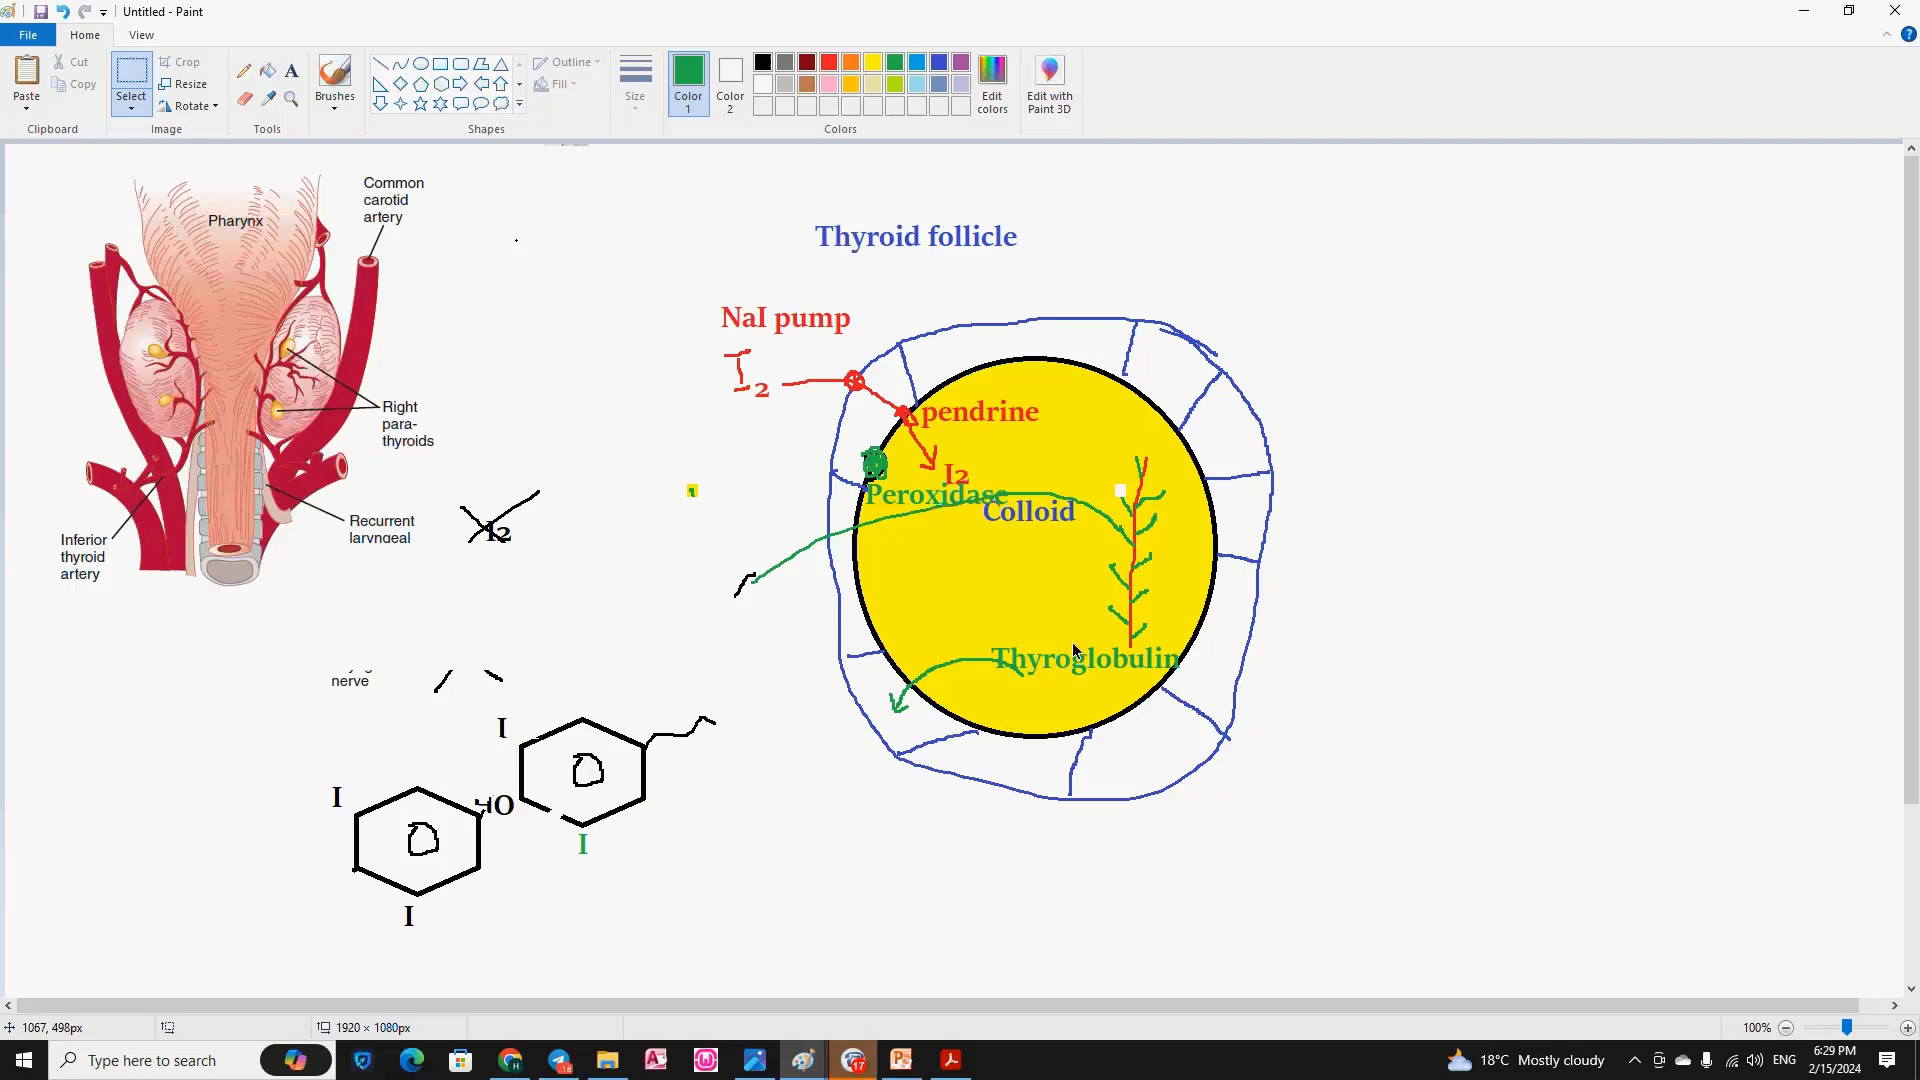 Untitled - Paint
File
Home
View
Cut
Copy
Paste
Clipboard
Crop
Resize
Rotate
Select
Image
A
Tools
Brushes
Shapes
Outline
Fill
Size
Color 1
Color 2
Colors
Edit colors
Edit with Paint 3D
Common
carotid
artery
Pharynx
Right
para-
thyroids
Recurrent
laryngeal
Inferior
thyroid
artery
nerve
Thyroid follicle
NaI pump
I2
pendrine
I2
Peroxidase
Colloid
Thyroglobulin
I2
I
I
O
I
I
1067, 498px
1920 × 1080px
100%
Type here to search
18
17
18°C Mostly cloudy
ENG
6:29 PM
2/15/2024